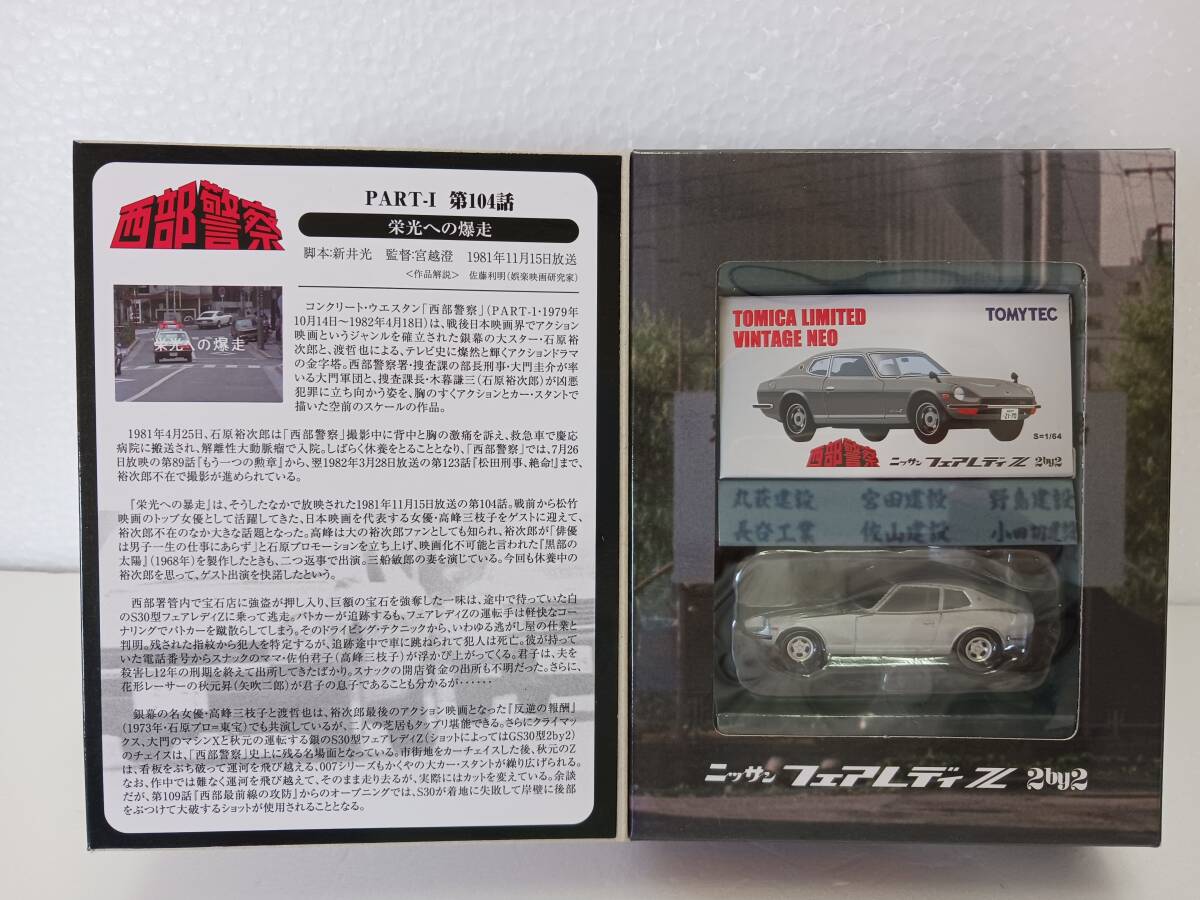 西部警察
PART-I 第104話
栄光への爆走
脚本:新井光 監督:宮越澄 1981年11月15日放送
<作品解説> 佐藤利明(娯楽映画研究家)
栄光への爆走
コンクリート・ウエスタン「西部警察」(PART-1・1979年
10月14日〜1982年4月18日)は、戦後日本映画界でアクション
映画というジャンルを確立された銀幕の大スター・石原裕
次郎と、渡哲也による、テレビ史に燦然と輝くアクションドラマ
の金字塔。西部警察署・捜査課の部長刑事・大門圭介が率
いる大門軍団と、捜査課長・木暮謙三(石原裕次郎)が凶悪
犯罪に立ち向かう姿を、胸のすくアクションとカー・スタントで
描いた空前のスケールの作品。
1981年4月25日、石原裕次郎は「西部警察」撮影中に背中と胸の激痛を訴え、救急車で慶応
病院に搬送され、解離性大動脈瘤で入院。しばらく休養をとることとなり、「西部警察」では、7月26
日放映の第89話『もう一つの勲章』から、翌1982年3月28日放送の第123話『松田刑事、絶命!』まで、
裕次郎不在で撮影が進められている。
『栄光への暴走』は、そうしたなかで放映された1981年11月15日放送の第104話。戦前から松竹
映画のトップ女優として活躍してきた、日本映画を代表する女優・高峰三枝子をゲストに迎えて、
裕次郎不在のなか大きな話題となった。高峰は大の裕次郎ファンとしても知られ、裕次郎が「俳優
は男子一生の仕事にあらず」と石原プロモーションを立ち上げ、映画化不可能と言われた『黒部の
太陽』(1968年)を製作したときも、二つ返事で出演。三船敏郎の妻を演じている。今回も休養中の
裕次郎を思って、ゲスト出演を快諾したという。
西部署管内で宝石店に強盗が押し入り、巨額の宝石を強奪した一味は、途中で待っていた白
のS30型フェアレディZに乗って逃走。パトカーが追跡するも、フェアレディZの運転手は軽快なコー
ナリングでパトカーを蹴散らしてしまう。そのドライビング・テクニックから、いわゆる逃がし屋の仕業と
判明。残された指紋から犯人を特定するが、追跡途中で車に跳ねられて犯人は死亡。彼が持って
いた電話番号からスナックのママ・佐伯君子(高峰三枝子)が浮かび上がってくる。君子は、夫を
殺害し12年の刑期を終えて出所してきたばかり。スナックの開店資金の出所も不明だった。さらに、
花形レーサーの秋元昇(矢吹二郎)が君子の息子であることも分かるが・・・・・・
銀幕の名女優・高峰三枝子と渡哲也は、裕次郎最後のアクション映画となった『反逆の報酬』
(1973年・石原プロ=東宝)でも共演しているが、二人の芝居もタップリ堪能できる。さらにクライマッ
クス、大門のマシンXと秋元の運転する銀のS30型フェアレディZ(ショットによってはGS30型2by2)
のチェイスは、「西部警察」史上に残る名場面となっている。市街地をカーチェイスした後、秋元のZ
は、看板をぶち破って運河を飛び越える、007シリーズもかくやの大カー・スタントが繰り広げられる。
なお、作中では難なく運河を飛び越えて、そのまま走り去るが、実際にはカットを変えている。余談
だが、第109話『西部最前線の攻防』からのオープニングでは、S30が着地に失敗して岸壁に後部
をぶつけて大破するショットが使用されることとなる。
TOMICA LIMITED
VINTAGE NEO
TOMYTEC
21-70
S=1/64
西部警察 ニッサン フェアレディZ 2by2
丸萩建設 宮田建設 野島建設
長谷工業 佐山建設 小田切建設
ニッサン フェアレディZ 2by2